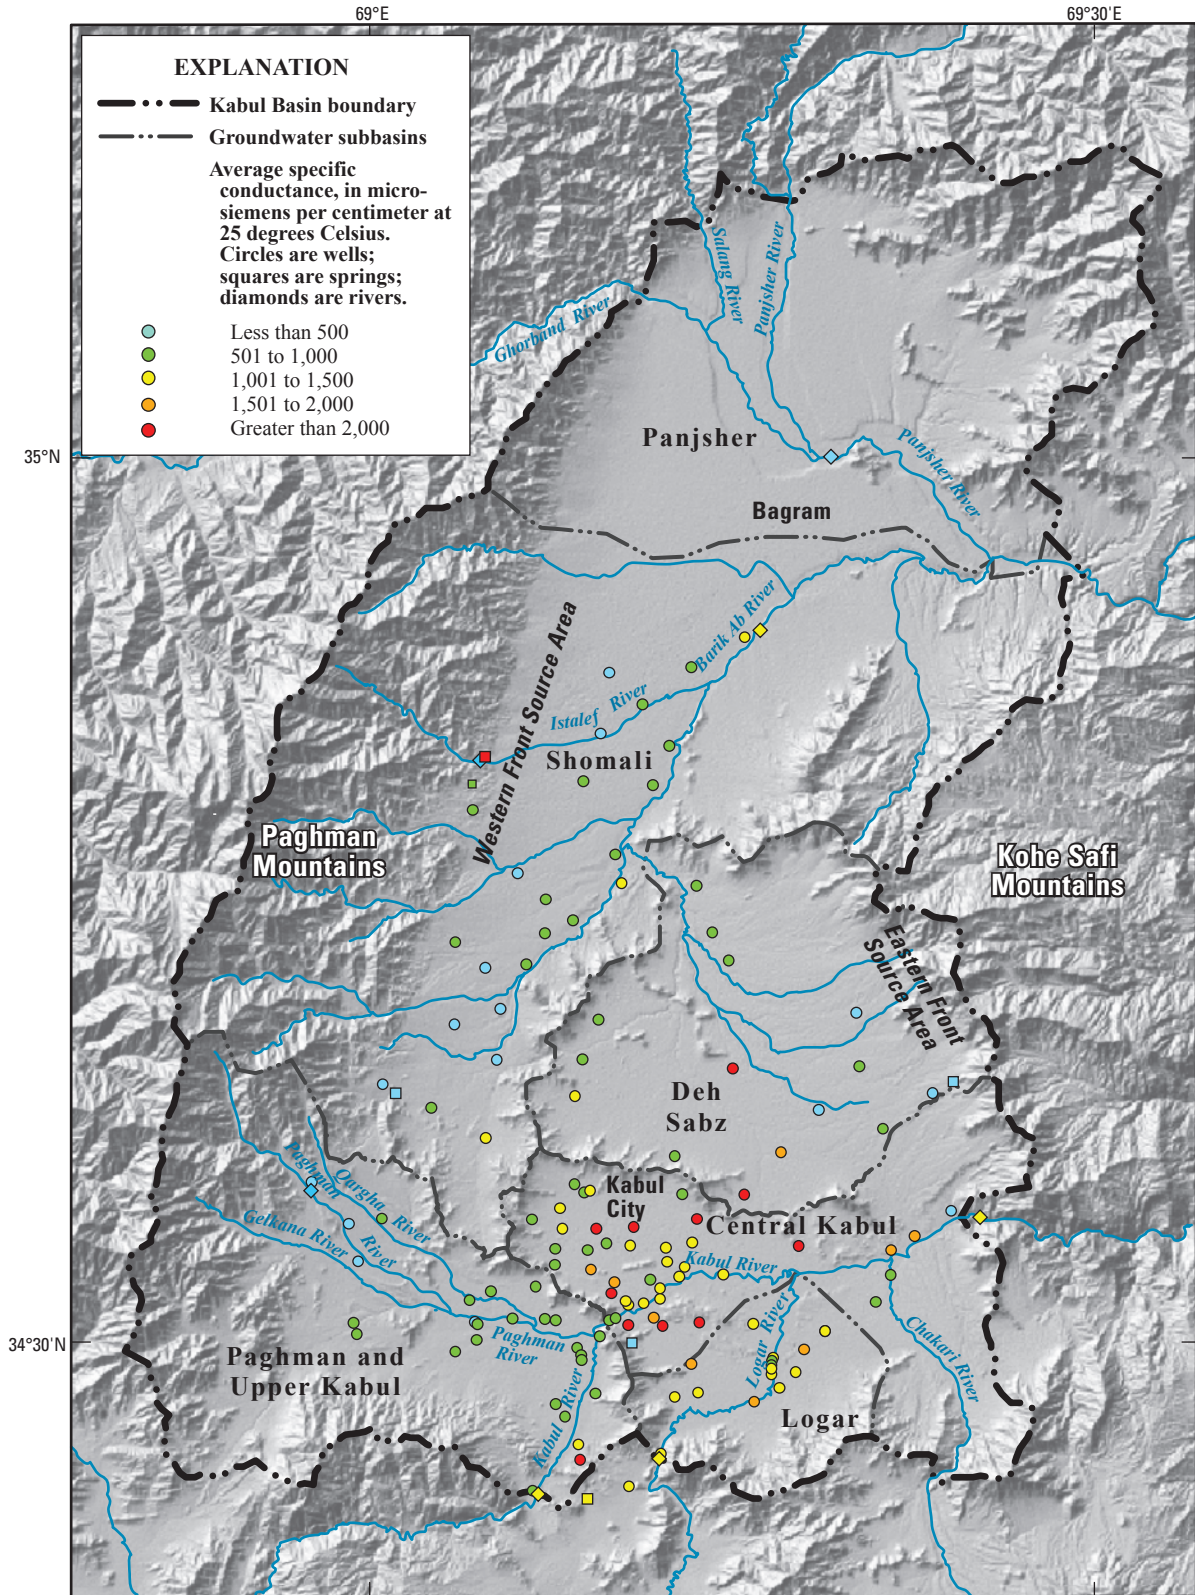 69°E
69°30'E
EXPLANATION
Kabul Basin boundary
Groundwater subbasins
Average specific
conductance, in micro-
siemens per centimeter at
25 degrees Celsius.
Circles are wells;
squares are springs;
diamonds are rivers.
Less than 500
501 to 1,000
1,001 to 1,500
1,501 to 2,000
Greater than 2,000
Salang River
Panjsher River
Ghorband River
35°N
Panjsher
Panjsher River
Bagram
Barik Ab River
Western Front Source Area
Istalef River
Shomali
Paghman
Mountains
Kohe Safi
Mountains
Eastern Front
Source Area
Deh
Sabz
Paghman River
Qargha River
Gelkana River
Kabul
City
Central Kabul
Kabul River
34°30'N
Paghman
River
Logar River
Chakari River
Paghman and
Upper Kabul
Kabul River
Logar